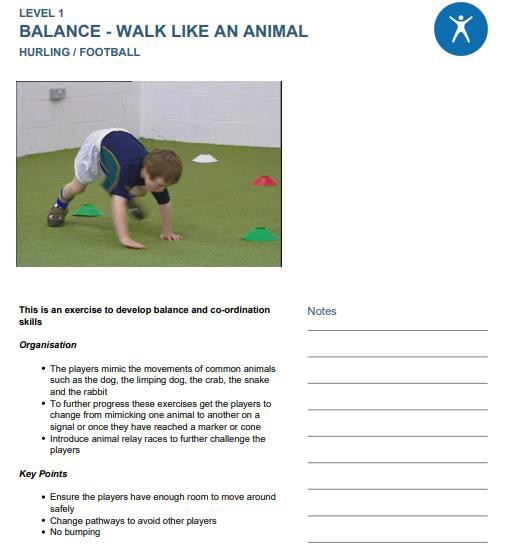 LEVEL 1
BALANCE - WALK LIKE AN ANIMAL
HURLING / FOOTBALL
This is an exercise to develop balance and co-ordination
skills
Organisation
• The players mimic the movements of common animals
such as the dog, the limping dog, the crab, the snake
and the rabbit
• To further progress these exercises get the players to
change from mimicking one animal to another on a
signal or once they have reached a marker or cone
• Introduce animal relay races to further challenge the
players
Key Points
• Ensure the players have enough room to move around
safely
• Change pathways to avoid other players
• No bumping
Notes